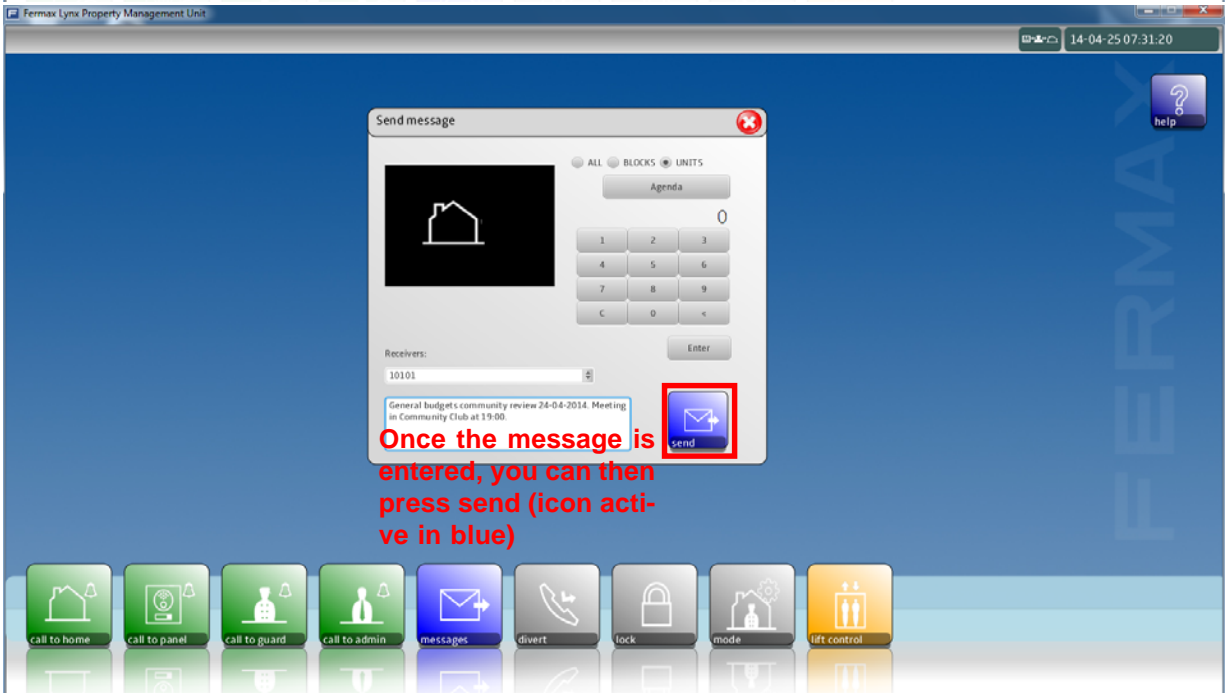 Fermax Lynx Property Management Unit
14-04-25 07:31:20
help
Send message
ALL BLOCKS UNITS
Agenda
0
1 2 3
4 5 6
7 8 9
C 0 <
Enter
Receivers:
10101
General budgets community review 24-04-2014. Meeting
in Community Club at 19:00.
send
Once the message is
entered, you can then
press send (icon acti-
ve in blue)
FERMAX
call to home call to panel call to guard call to admin messages divert lock mode lift control